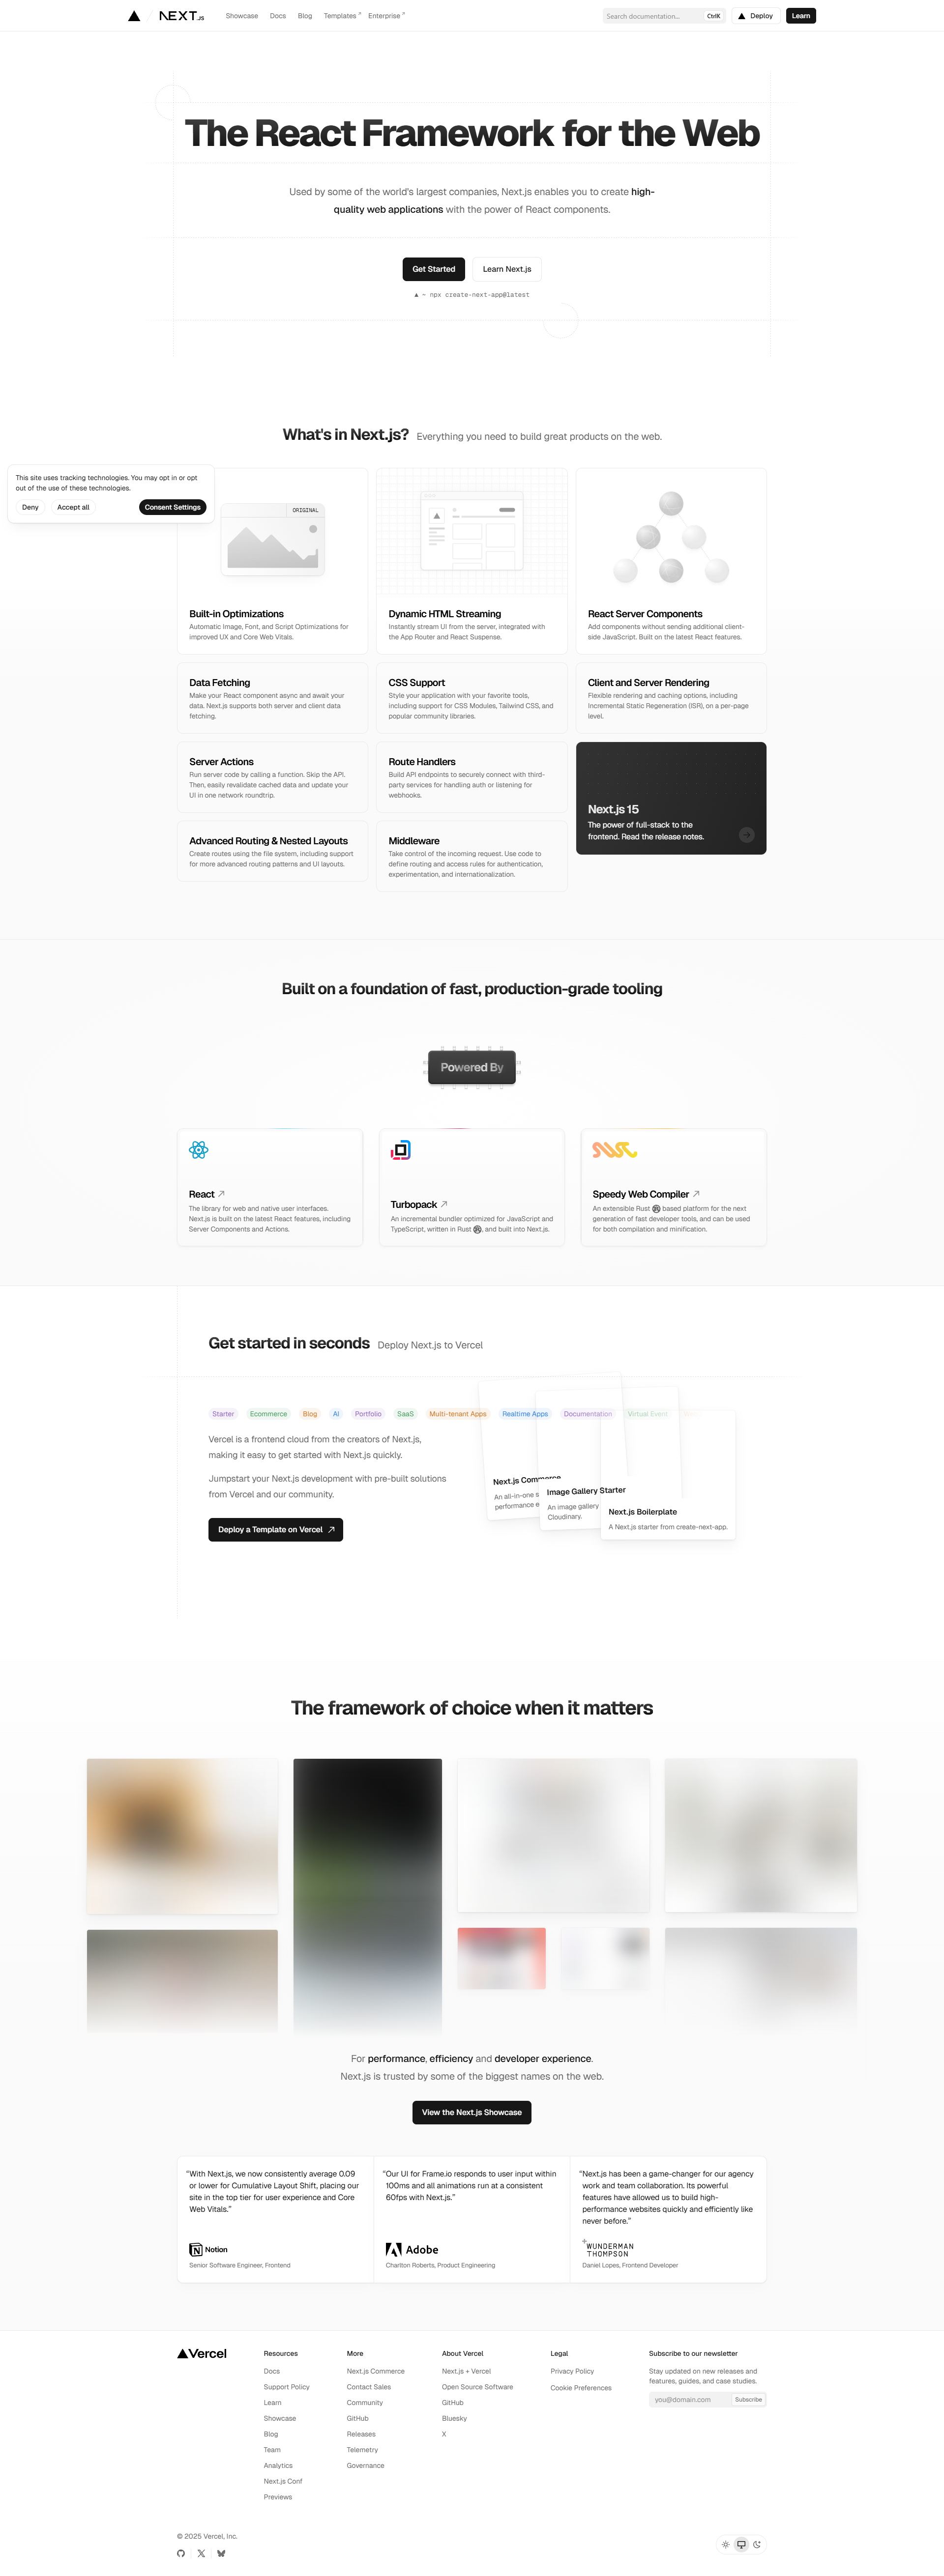 NEXT.JS
Showcase
Docs
Blog
Templates
Enterprise
Search documentation...
CtrlK
Deploy
Learn
The React Framework for the Web
Used by some of the world's largest companies, Next.js enables you to create high-
quality web applications with the power of React components.
Get Started
Learn Next.js
▲ ~ npx create-next-app@latest
What's in Next.js?
Everything you need to build great products on the web.
This site uses tracking technologies. You may opt in or opt
out of the use of these technologies.
Deny
Accept all
Consent Settings
ORIGINAL
Built-in Optimizations
Automatic Image, Font, and Script Optimizations for
improved UX and Core Web Vitals.
Dynamic HTML Streaming
Instantly stream UI from the server, integrated with
the App Router and React Suspense.
React Server Components
Add components without sending additional client-
side JavaScript. Built on the latest React features.
Data Fetching
Make your React component async and await your
data. Next.js supports both server and client data
fetching.
CSS Support
Style your application with your favorite tools,
including support for CSS Modules, Tailwind CSS, and
popular community libraries.
Client and Server Rendering
Flexible rendering and caching options, including
Incremental Static Regeneration (ISR), on a per-page
level.
Server Actions
Run server code by calling a function. Skip the API.
Then, easily revalidate cached data and update your
UI in one network roundtrip.
Route Handlers
Build API endpoints to securely connect with third-
party services for handling auth or listening for
webhooks.
Next.js 15
The power of full-stack to the
frontend. Read the release notes.
Advanced Routing & Nested Layouts
Create routes using the file system, including support
for more advanced routing patterns and UI layouts.
Middleware
Take control of the incoming request. Use code to
define routing and access rules for authentication,
experimentation, and internationalization.
Built on a foundation of fast, production-grade tooling
Powered By
React
The library for web and native user interfaces.
Next.js is built on the latest React features, including
Server Components and Actions.
Turbopack
An incremental bundler optimized for JavaScript and
TypeScript, written in Rust, and built into Next.js.
Speedy Web Compiler
An extensible Rust based platform for the next
generation of fast developer tools, and can be used
for both compilation and minification.
Get started in seconds
Deploy Next.js to Vercel
Starter
Ecommerce
Blog
AI
Portfolio
SaaS
Multi-tenant Apps
Realtime Apps
Documentation
Virtual Event
Vercel is a frontend cloud from the creators of Next.js,
making it easy to get started with Next.js quickly.
Jumpstart your Next.js development with pre-built solutions
from Vercel and our community.
Deploy a Template on Vercel
Next.js Commerce
An all-in-one s
performance e
Image Gallery Starter
An image gallery
Cloudinary.
Next.js Boilerplate
A Next.js starter from create-next-app.
The framework of choice when it matters
For performance, efficiency and developer experience.
Next.js is trusted by some of the biggest names on the web.
View the Next.js Showcase
“With Next.js, we now consistently average 0.09
or lower for Cumulative Layout Shift, placing our
site in the top tier for user experience and Core
Web Vitals.”
Notion
Senior Software Engineer, Frontend
“Our UI for Frame.io responds to user input within
100ms and all animations run at a consistent
60fps with Next.js.”
Adobe
Charlton Roberts, Product Engineering
“Next.js has been a game-changer for our agency
work and team collaboration. Its powerful
features have allowed us to build high-
performance websites quickly and efficiently like
never before.”
WUNDERMAN
THOMPSON
Daniel Lopes, Frontend Developer
Vercel
Resources
Docs
Support Policy
Learn
Showcase
Blog
Team
Analytics
Next.js Conf
Previews
More
Next.js Commerce
Contact Sales
Community
GitHub
Releases
Telemetry
Governance
About Vercel
Next.js + Vercel
Open Source Software
GitHub
Bluesky
X
Legal
Privacy Policy
Cookie Preferences
Subscribe to our newsletter
Stay updated on new releases and
features, guides, and case studies.
you@domain.com
Subscribe
© 2025 Vercel, Inc.